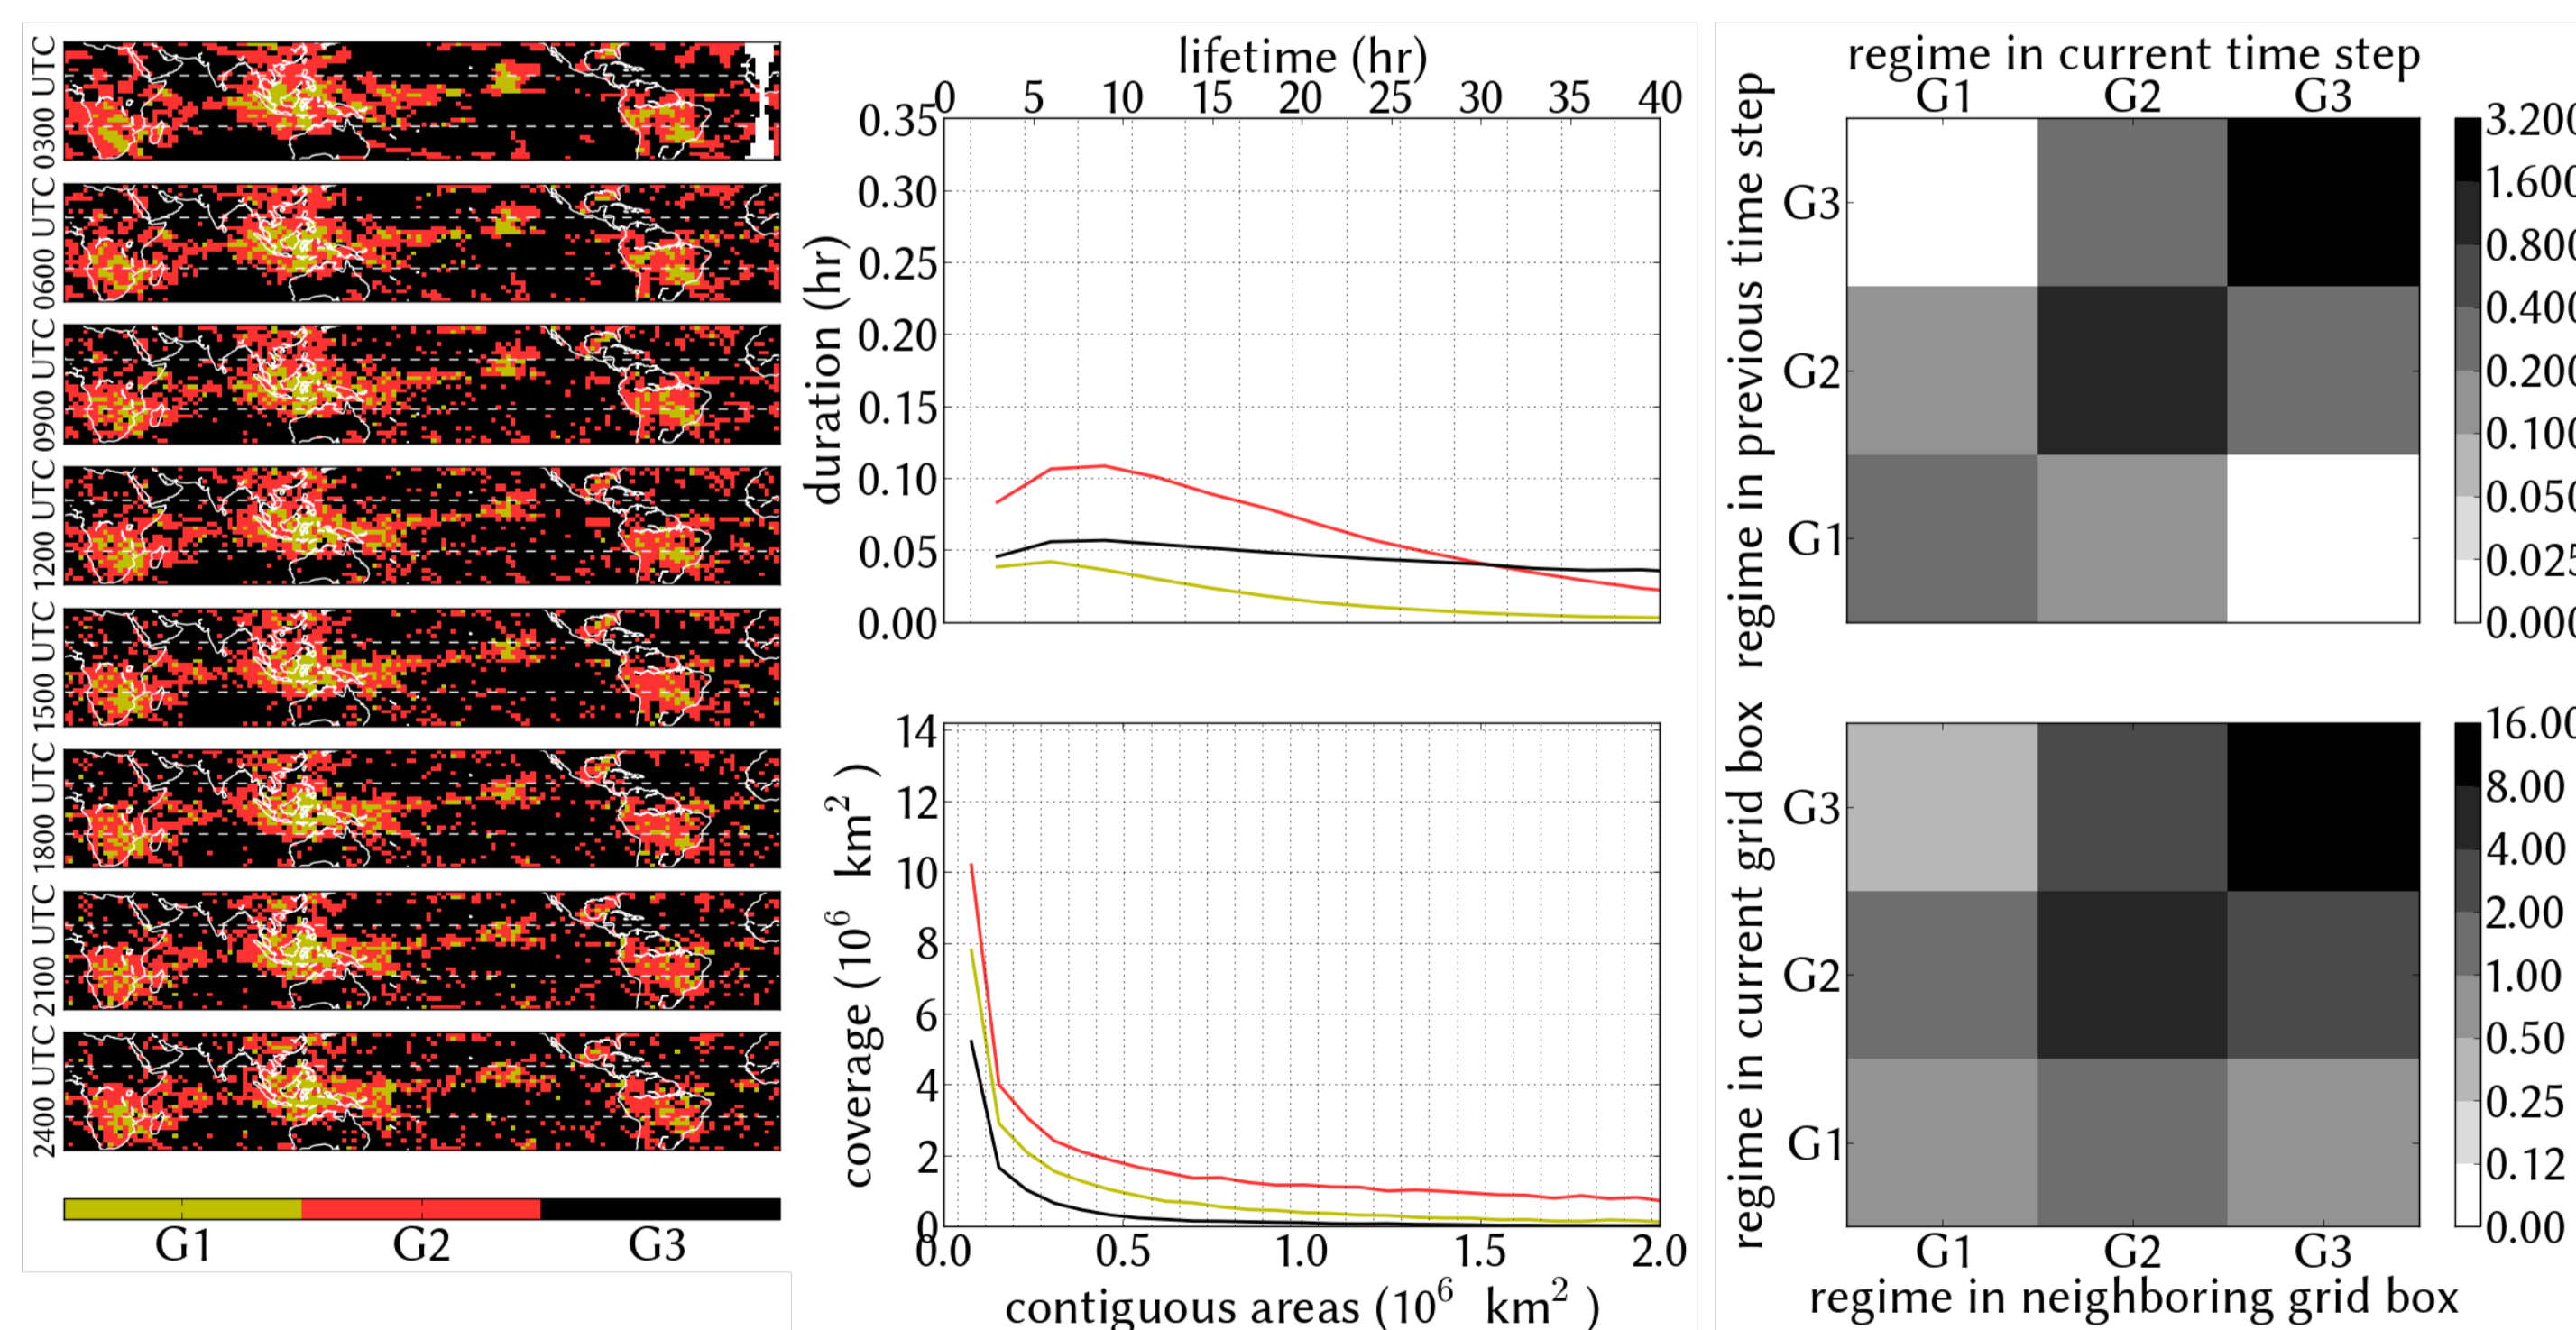 0300 UTC
0600 UTC
0900 UTC
1200 UTC
1500 UTC
1800 UTC
2100 UTC
2400 UTC
G1 G2 G3
lifetime (hr)
0 5 10 15 20 25 30 35 40
duration (hr)
0.35
0.30
0.25
0.20
0.15
0.10
0.05
0.00
coverage (10⁶ km²)
14
12
10
8
6
4
2
0
0.0 0.5 1.0 1.5 2.0
contiguous areas (10⁶ km²)
regime in current time step
G1 G2 G3
regime in previous time step
G3
G2
G1
3.200
1.600
0.800
0.400
0.200
0.100
0.050
0.025
0.000
regime in current grid box
G3
G2
G1
16.00
8.00
4.00
2.00
1.00
0.50
0.25
0.12
0.00
G1 G2 G3
regime in neighboring grid box